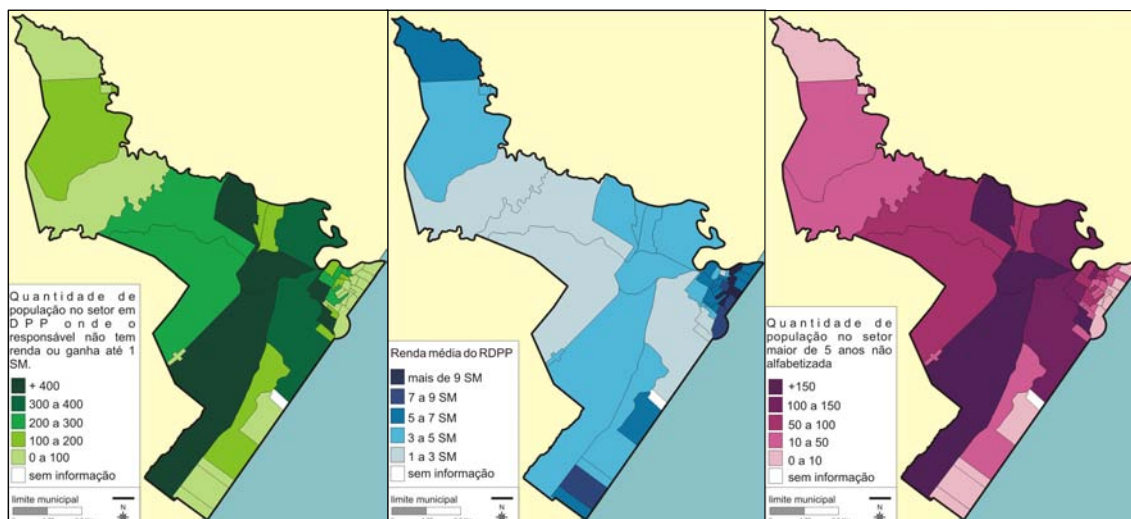 Quantidade de
população no setor em
DPP onde o
responsável não tem
renda ou ganha até 1
SM.
+ 400
300 a 400
200 a 300
100 a 200
0 a 100
sem informação
limite municipal
N
Renda média do RDPP
mais de 9 SM
7 a 9 SM
5 a 7 SM
3 a 5 SM
1 a 3 SM
sem informação
limite municipal
N
Quantidade de
população no setor
maior de 5 anos não
alfabetizada
+150
100 a 150
50 a 100
10 a 50
0 a 10
sem informação
limite municipal
N